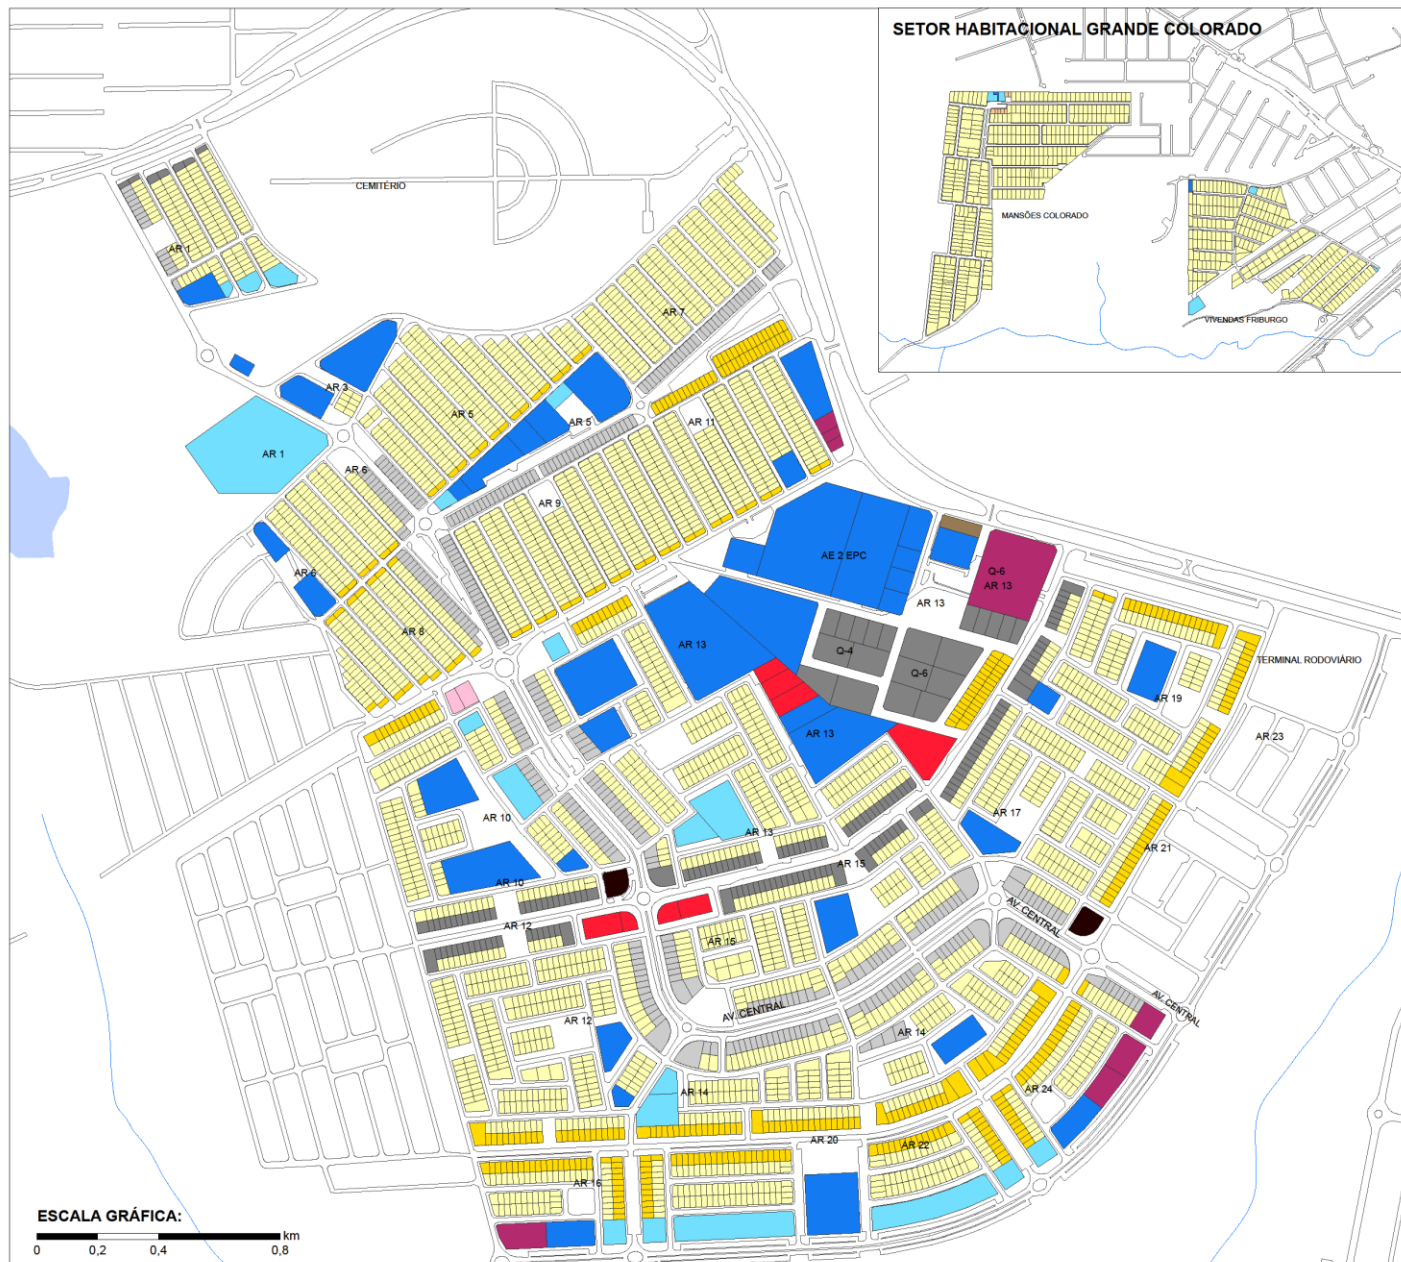 SETOR HABITACIONAL GRANDE COLORADO
MANSÕES COLORADO
VIVENDAS FRIBURGO
CEMITÉRIO
AR 1
AR 7
AR 3
AR 5
AR 5
AR 11
AR 1
AR 6
AR 9
AE 2 EPC
Q-6
AR 13
AR 6
AR 13
AR 8
AR 13
Q-4
Q-6
TERMINAL RODOVIÁRIO
AR 19
AR 13
AR 23
AR 10
AR 17
AR 13
AR 21
AR 15
AR 10
AV. CENTRAL
AR 12
AR 15
AV. CENTRAL
AV. CENTRAL
AR 12
AR 14
AR 14
AR 24
AR 20
AR 22
AR 16
ESCALA GRÁFICA:
km
0 0,2 0,4 0,8